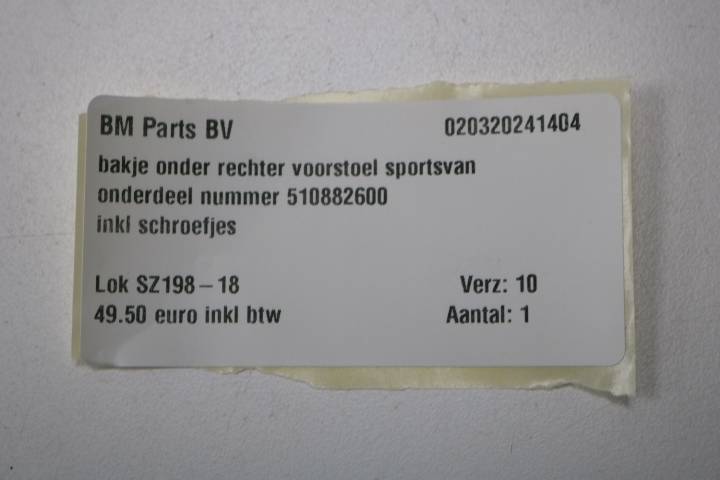 BM Parts BV 020320241404
bakje onder rechter voorstoel sportsvan
onderdeel nummer 510882600
inkl schroefjes
Lok SZ198-18 Verz: 10
49.50 euro inkl btw Aantal: 1